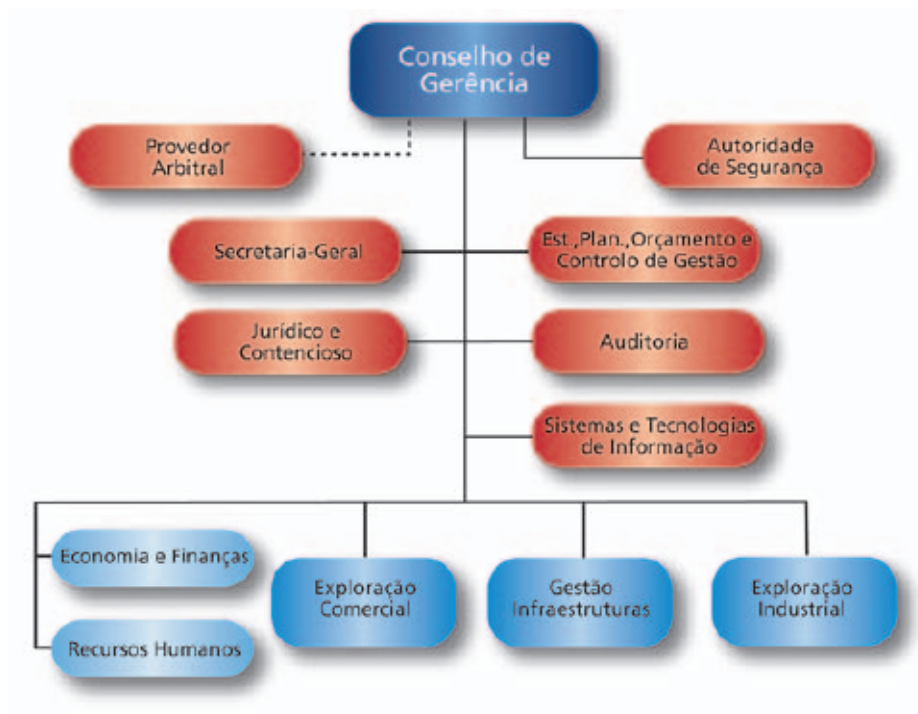 Conselho de
Gerência
Provedor
Arbitral
Autoridade
de Segurança
Secretaria-Geral
Est.,Plan.,Orçamento e
Controlo de Gestão
Jurídico e
Contencioso
Auditoria
Sistemas e Tecnologias
de Informação
Economia e Finanças
Recursos Humanos
Exploração
Comercial
Gestão
Infraestruturas
Exploração
Industrial